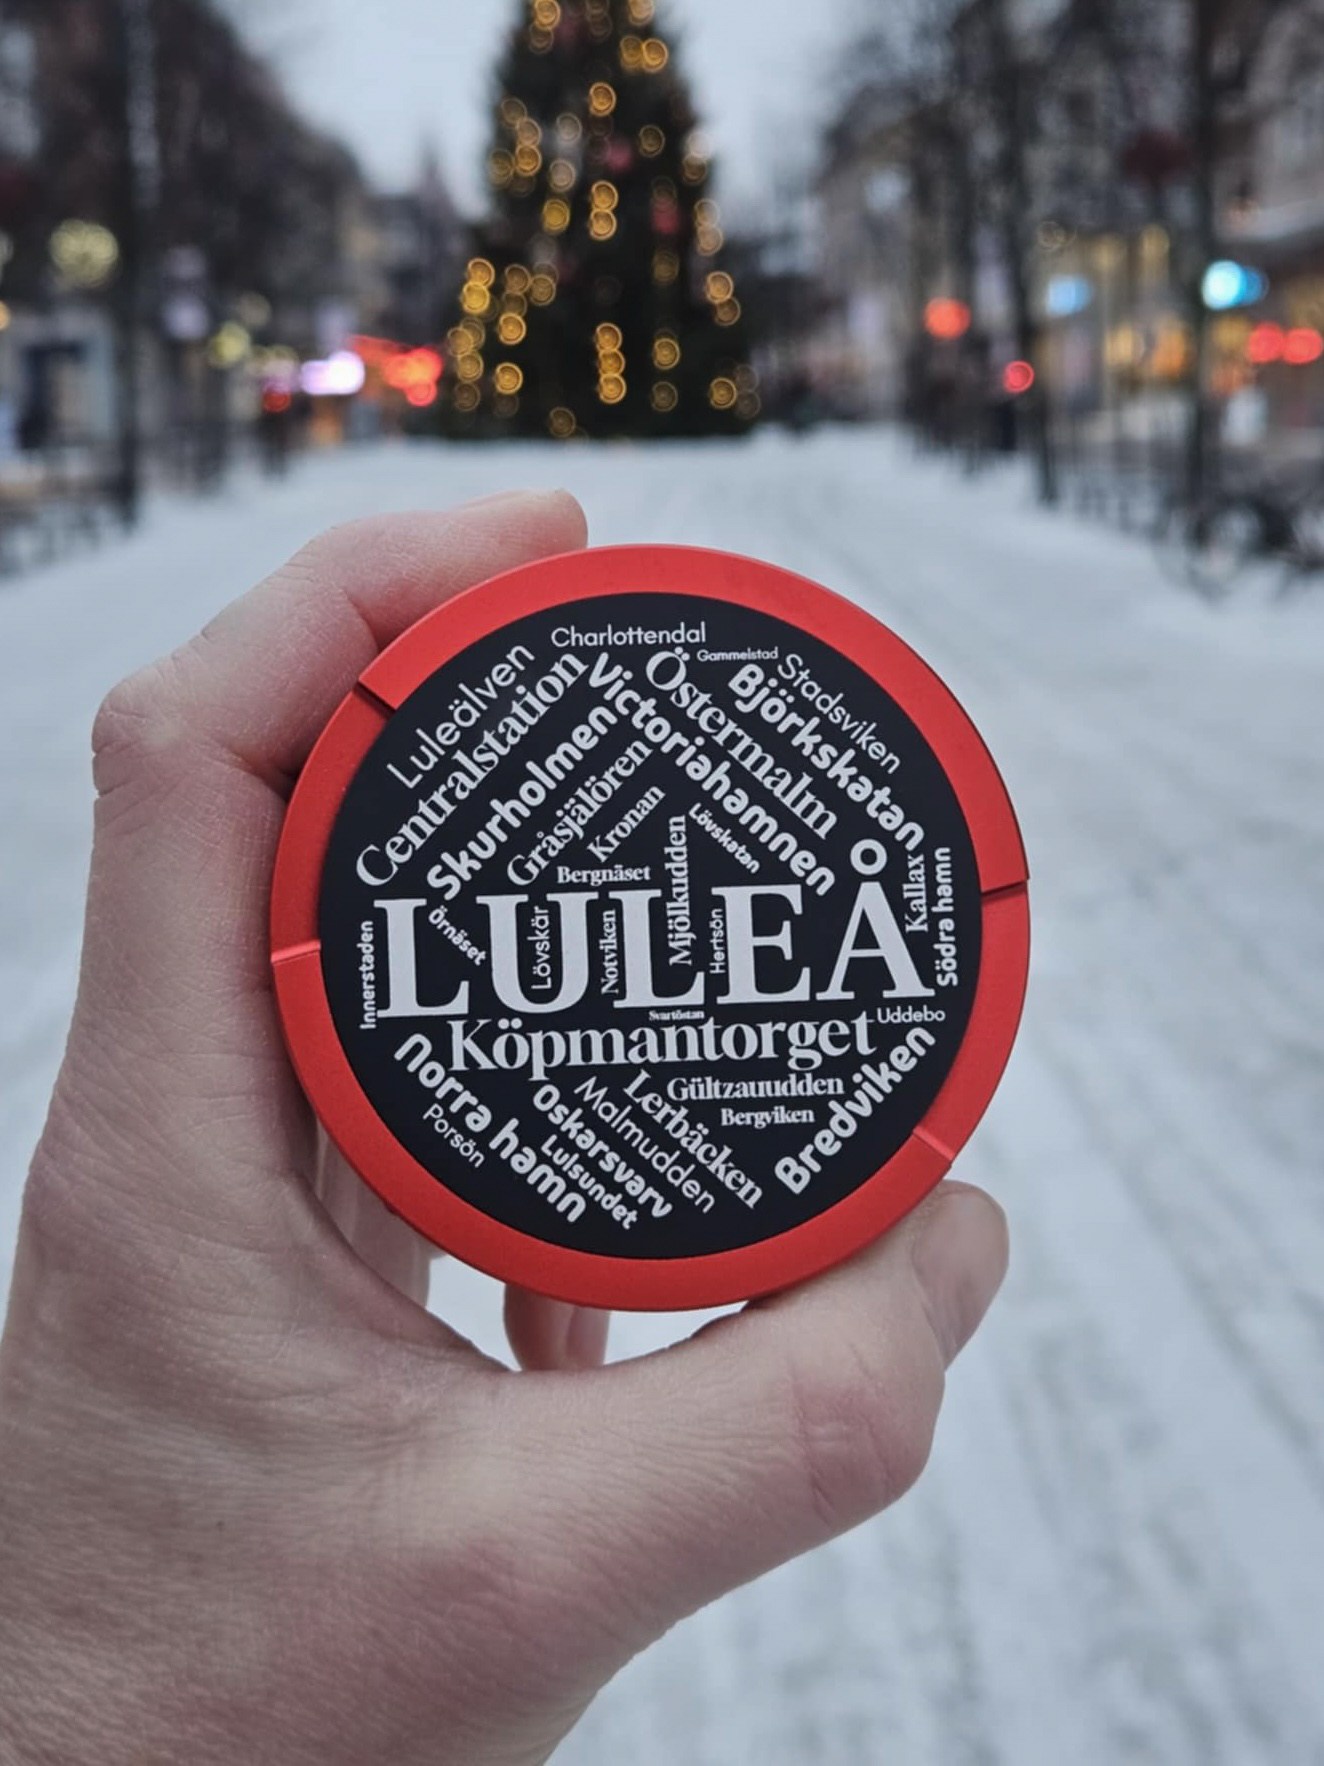 Charlottendal
Gammelstad
Luleälven
Centralstation
Victoriahamnen
Östermalm
Björkskatan
Stadsviken
Skurholmen
Gråsjälören
Kronan
Lövskatan
Bergnäset
Mjölkudden
Kallax
Södra hamn
LULEÅ
Innerstaden
Örnäset
Lövskär
Notviken
Hertsön
Svartöstan
Köpmantorget
Uddebo
Norra hamn
Porsön
Oskarsvarv
Lulsundet
Malmudden
Lerbäcken
Gültzauudden
Bergviken
Bredviken